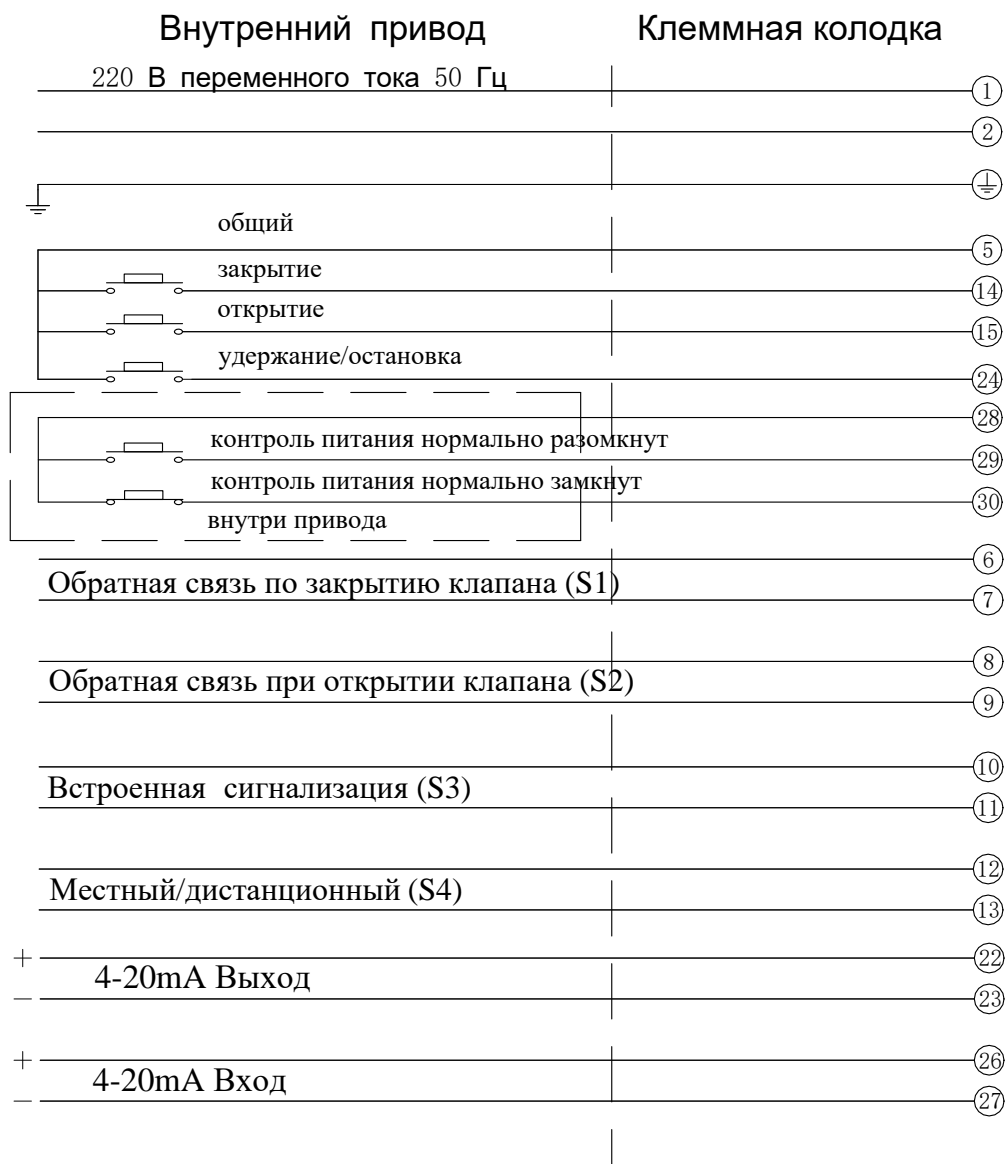 Внутренний привод Клеммная колодка
220 В переменного тока 50 Гц
1
2
общий
5
закрытие
14
открытие
15
удержание/остановка
24
28
контроль питания нормально разомкнут
29
контроль питания нормально замкнут
30
внутри привода
6
Обратная связь по закрытию клапана (S1)
7
8
Обратная связь при открытии клапана (S2)
9
10
Встроенная сигнализация (S3)
11
12
Местный/дистанционный (S4)
13
+ 22
4-20mA Выход
− 23
+ 26
4-20mA Вход
− 27